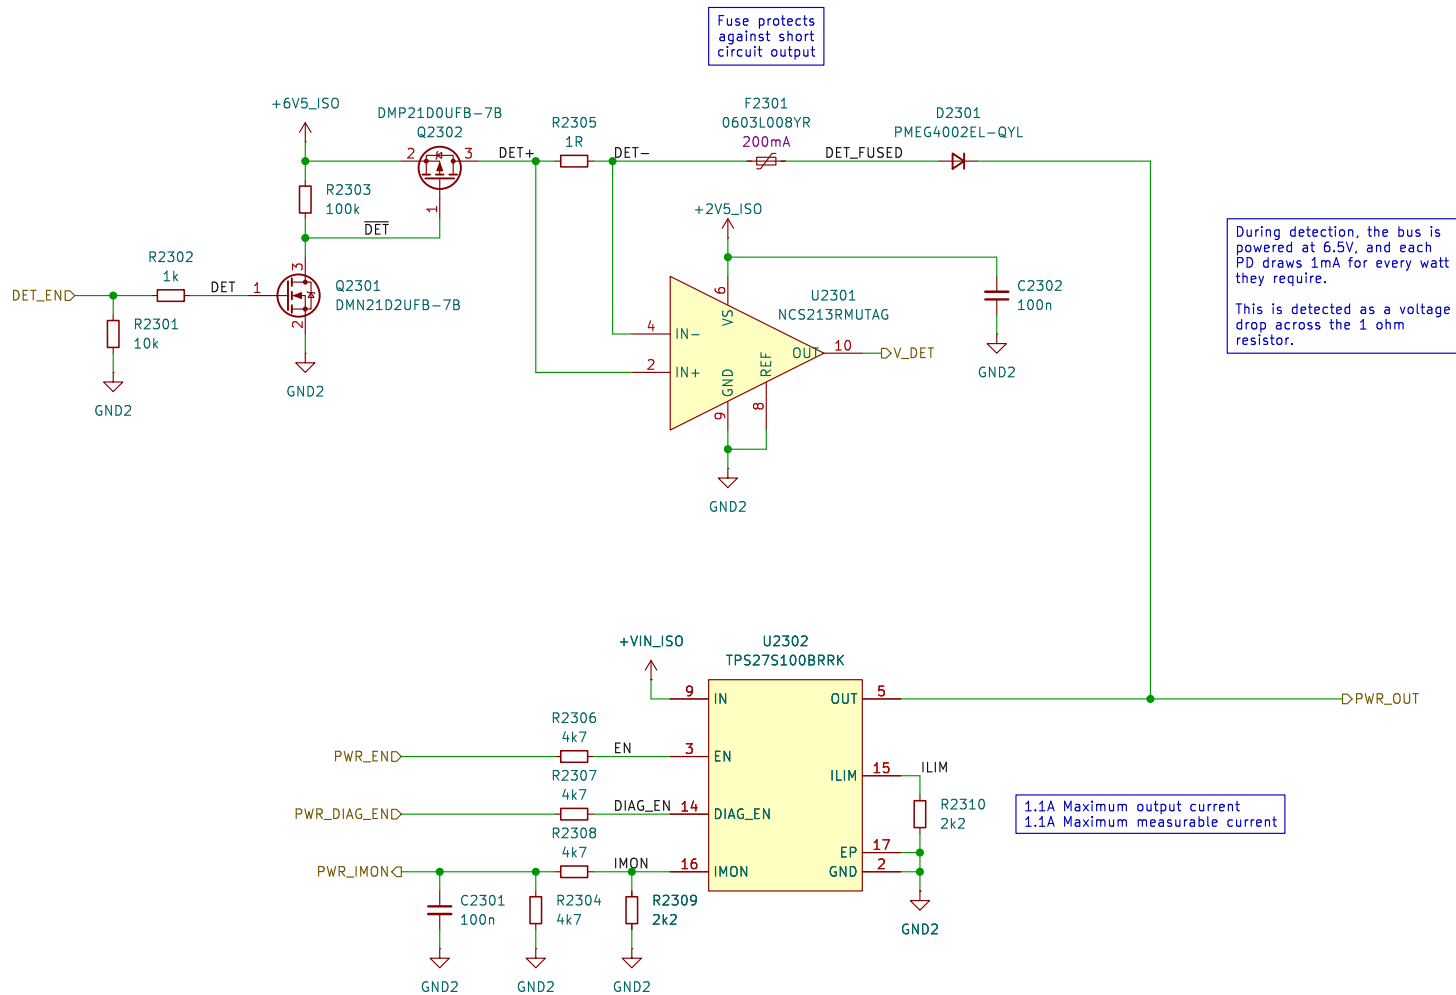 Fuse protects
against short
circuit output
+6V5_ISO
DMP21D0UFB-7B
Q2302
2
3
1
R2305
1R
DET+
DET-
F2301
0603L008YR
200mA
DET_FUSED
D2301
PMEG4002EL-QYL
R2303
100k
DET
R2302
1k
DET_EN
DET
1
3
2
Q2301
DMN21D2UFB-7B
R2301
10k
GND2
GND2
+2V5_ISO
6
VS
U2301
NCS213RMUTAG
4
IN-
2
IN+
OUT
10
V_DET
GND
9
REF
8
GND2
C2302
100n
GND2
During detection, the bus is
powered at 6.5V, and each
PD draws 1mA for every watt
they require.
This is detected as a voltage
drop across the 1 ohm
resistor.
+VIN_ISO
U2302
TPS27S100BRRK
9
IN
OUT
5
PWR_OUT
R2306
4k7
PWR_EN
EN
3
EN
ILIM
15
ILIM
R2307
4k7
PWR_DIAG_EN
DIAG_EN
14
DIAG_EN
R2310
2k2
1.1A Maximum output current
1.1A Maximum measurable current
R2308
4k7
PWR_IMON
IMON
16
IMON
EP
17
GND
2
GND2
C2301
100n
R2304
4k7
R2309
2k2
GND2
GND2
GND2